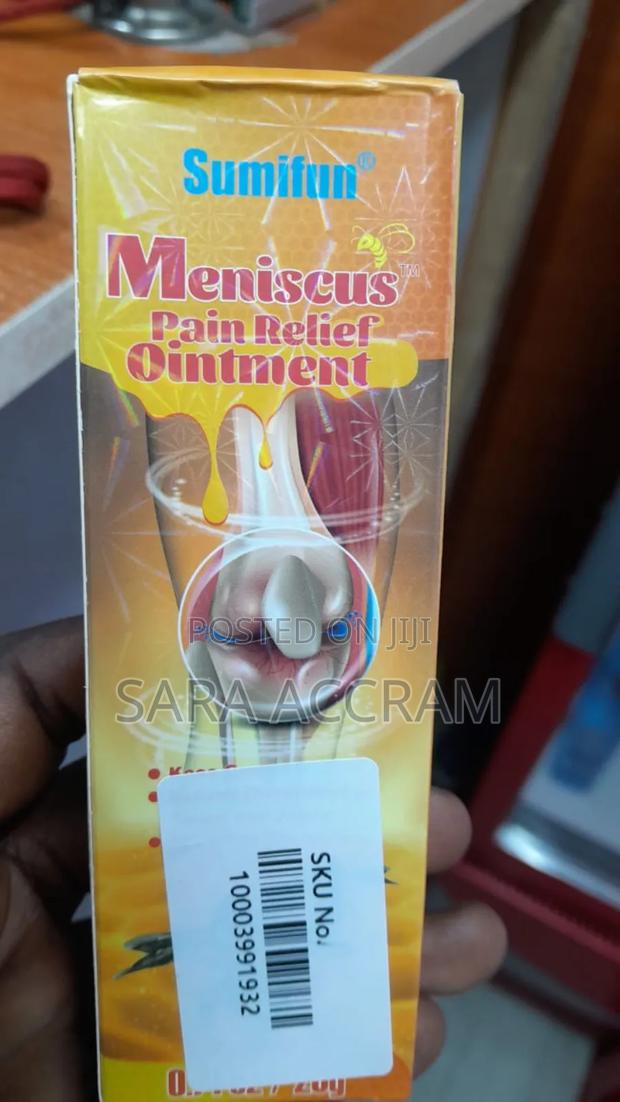 Sumifun®
Meniscus™
Pain Relief
Ointment
POSTED ON JIJI
SARA ACCRAM
SKU No.
10003991932